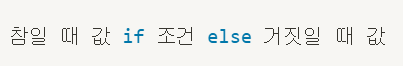 참일 때 값 if 조건 else 거짓일 때 값